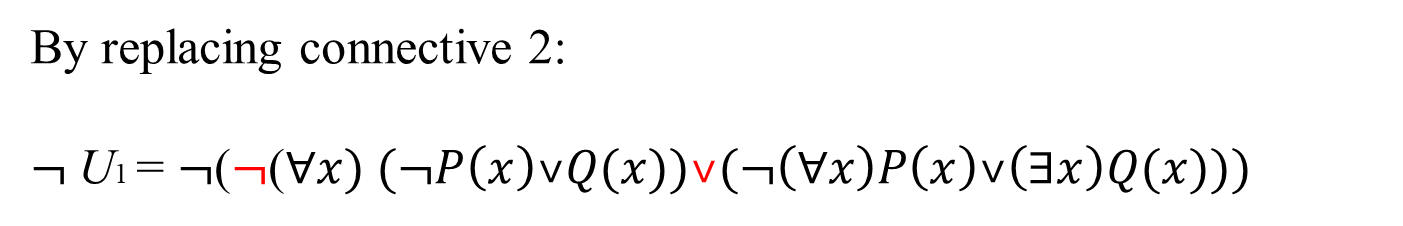 By replacing connective 2:
¬ U₁ = ¬(¬(∀x) (¬P(x)∨Q(x))∨(¬(∀x)P(x)∨(∃x)Q(x)))